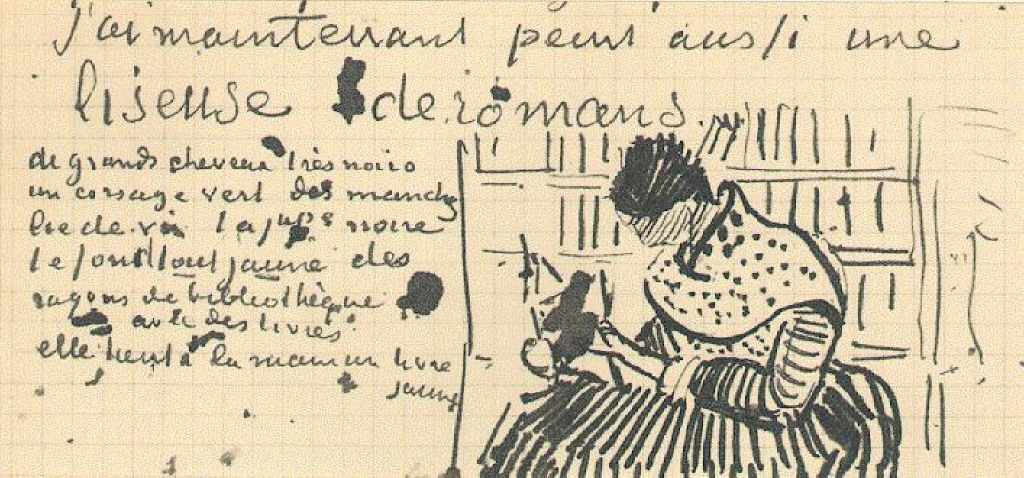 j'ai maintenant peint aussi une
liseuse de romans.
de grands cheveux très noirs
un corsage vert des manches
lie de vin la jupe noire
le fond tout jaune des
rayons de bibliothèque
avec des livres
elle tient à la main un livre
jaune